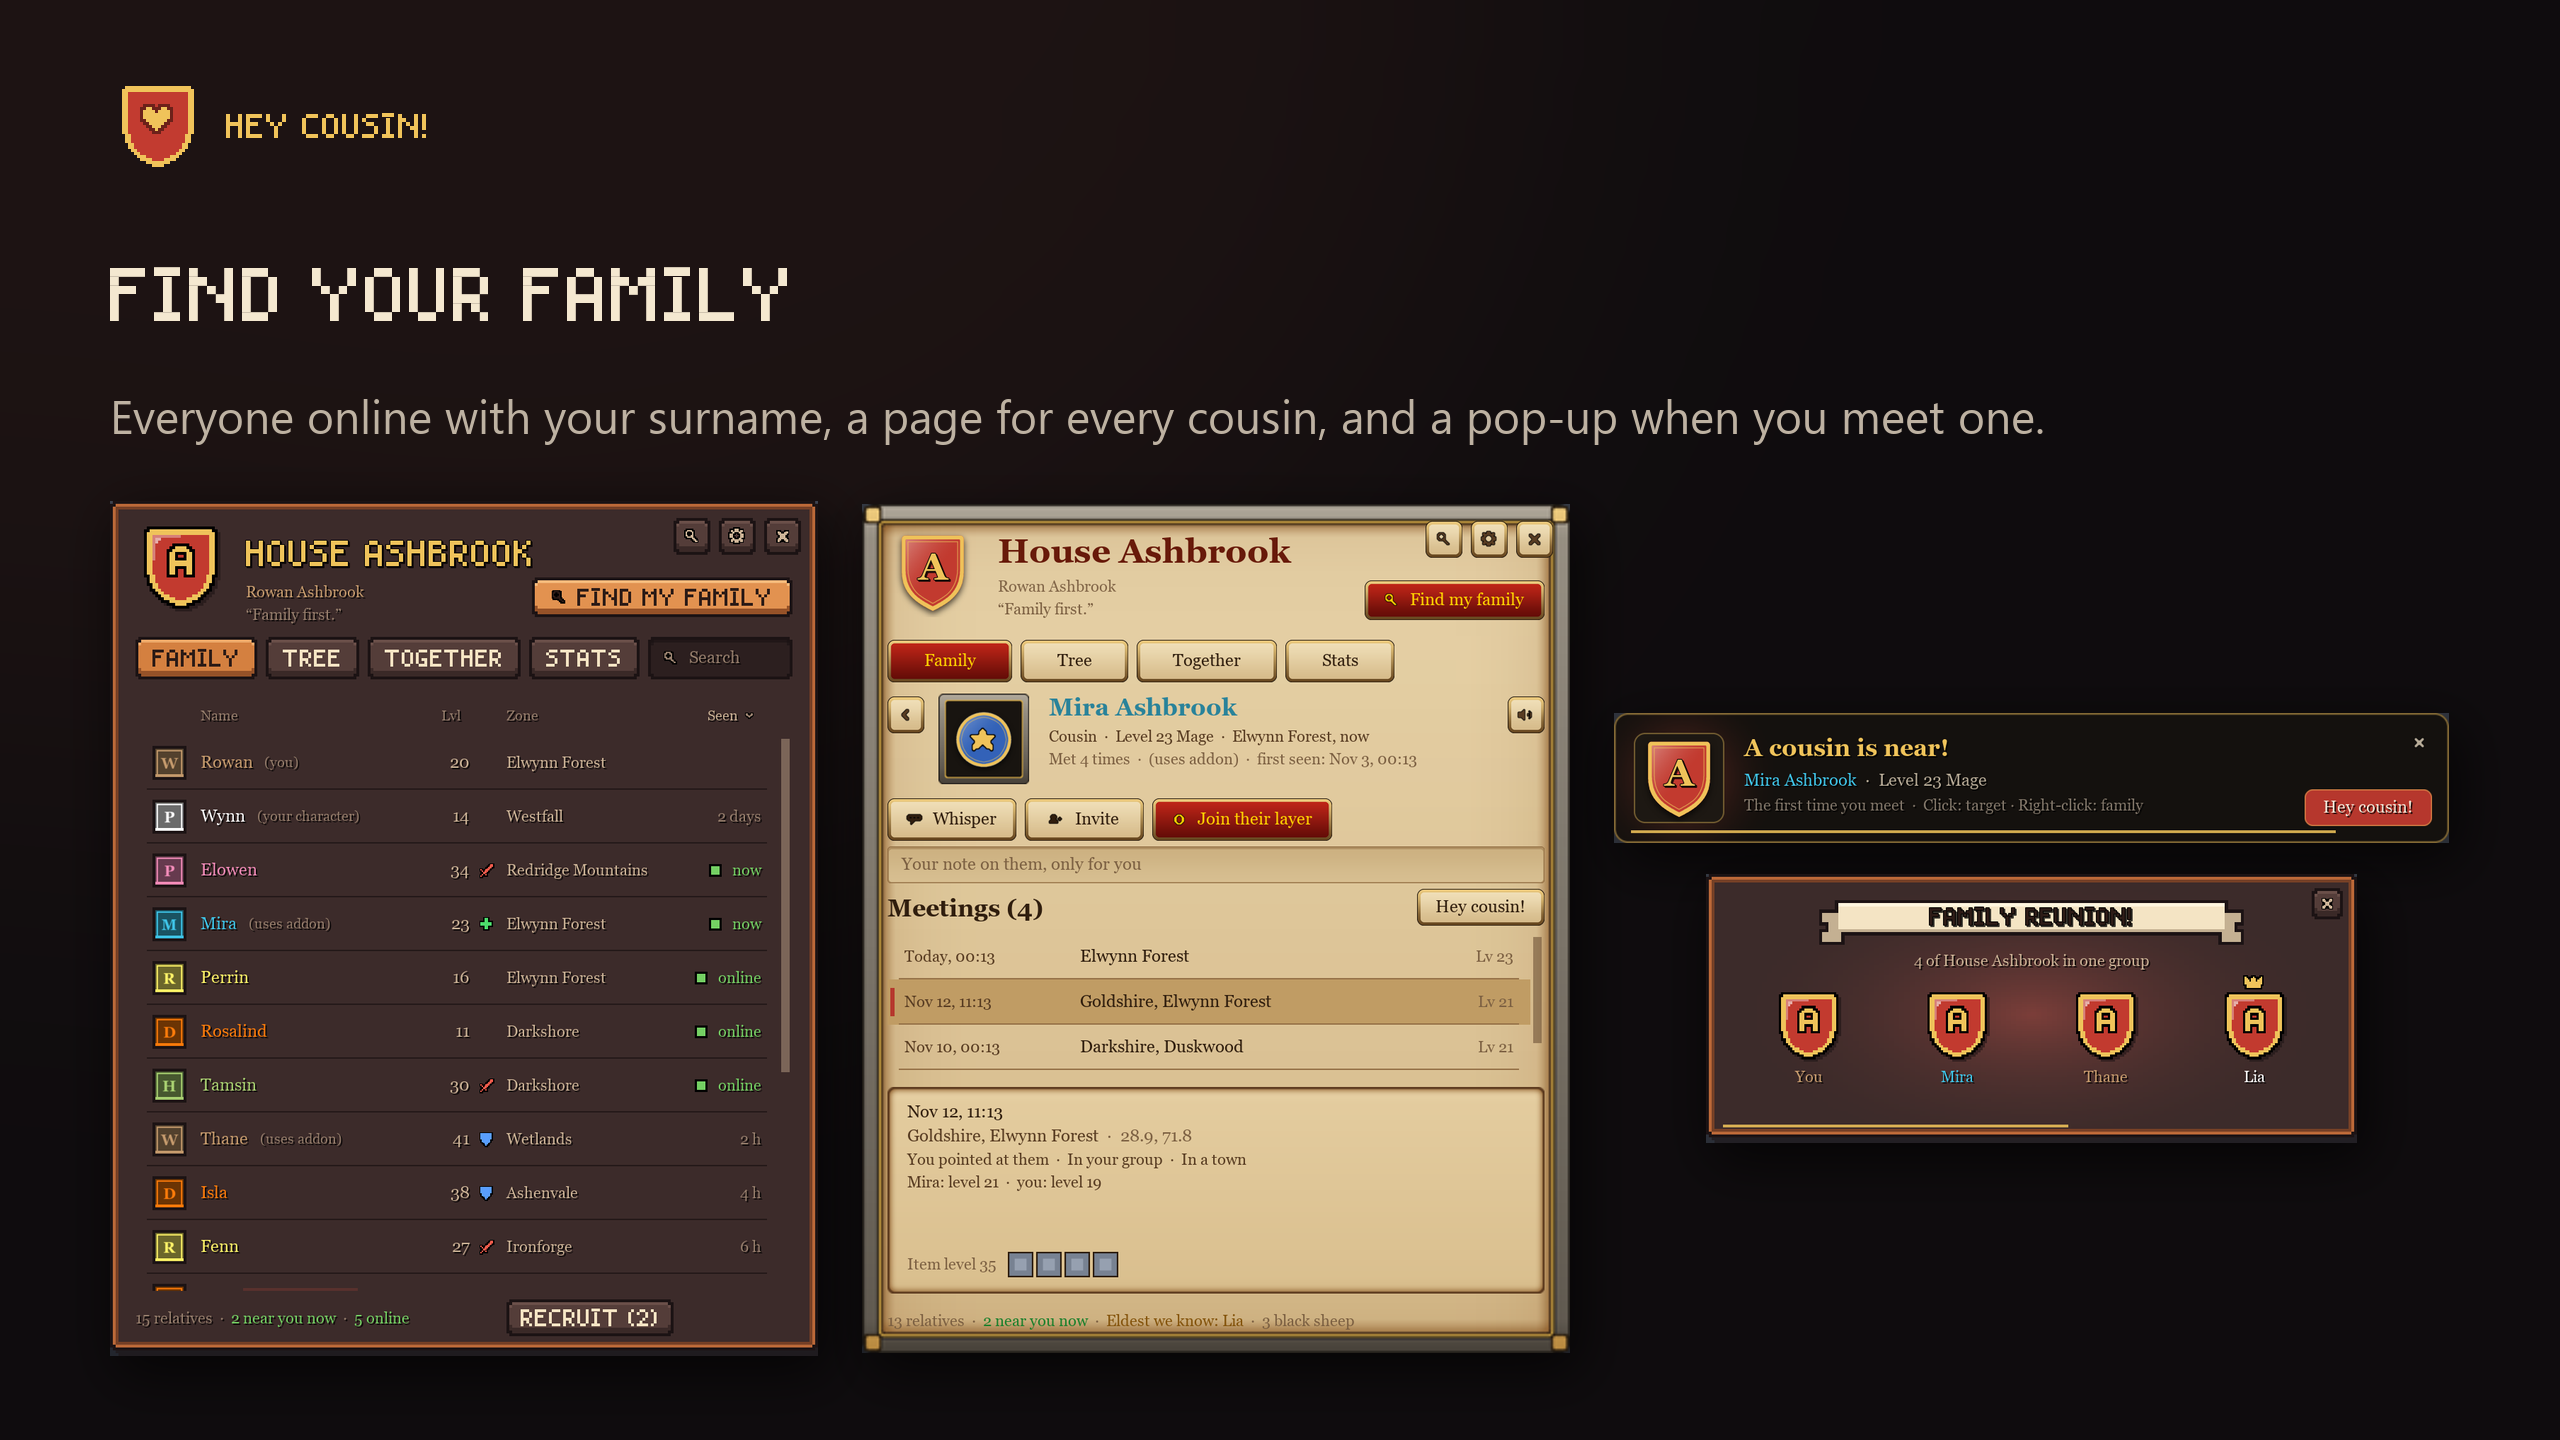 HEY COUSIN!
FIND YOUR FAMILY
Everyone online with your surname, a page for every cousin, and a pop-up when you meet one.
A
HOUSE ASHBROOK
Rowan Ashbrook
“Family first.”
FIND MY FAMILY
FAMILY TREE TOGETHER STATS Search
Name Lvl Zone Seen
W Rowan (you) 20 Elwynn Forest
P Wynn (your character) 14 Westfall 2 days
P Elowen 34 Redridge Mountains now
M Mira (uses addon) 23 Elwynn Forest now
R Perrin 16 Elwynn Forest online
D Rosalind 11 Darkshore online
H Tamsin 30 Darkshore online
W Thane (uses addon) 41 Wetlands 2 h
D Isla 38 Ashenvale 4 h
R Fenn 27 Ironforge 6 h
15 relatives · 2 near you now · 5 online RECRUIT (2)
A
House Ashbrook
Rowan Ashbrook
“Family first.”
Find my family
Family Tree Together Stats
Mira Ashbrook
Cousin · Level 23 Mage · Elwynn Forest, now
Met 4 times · (uses addon) · first seen: Nov 3, 00:13
Whisper Invite Join their layer
Your note on them, only for you
Meetings (4) Hey cousin!
Today, 00:13 Elwynn Forest Lv 23
Nov 12, 11:13 Goldshire, Elwynn Forest Lv 21
Nov 10, 00:13 Darkshire, Duskwood Lv 21
Nov 12, 11:13
Goldshire, Elwynn Forest · 28.9, 71.8
You pointed at them · In your group · In a town
Mira: level 21 · you: level 19
Item level 35
13 relatives · 2 near you now · Eldest we know: Lia · 3 black sheep
A
A cousin is near!
Mira Ashbrook · Level 23 Mage
The first time you meet · Click: target · Right-click: family
Hey cousin!
FAMILY REUNION!
4 of House Ashbrook in one group
A A A A
You Mira Thane Lia